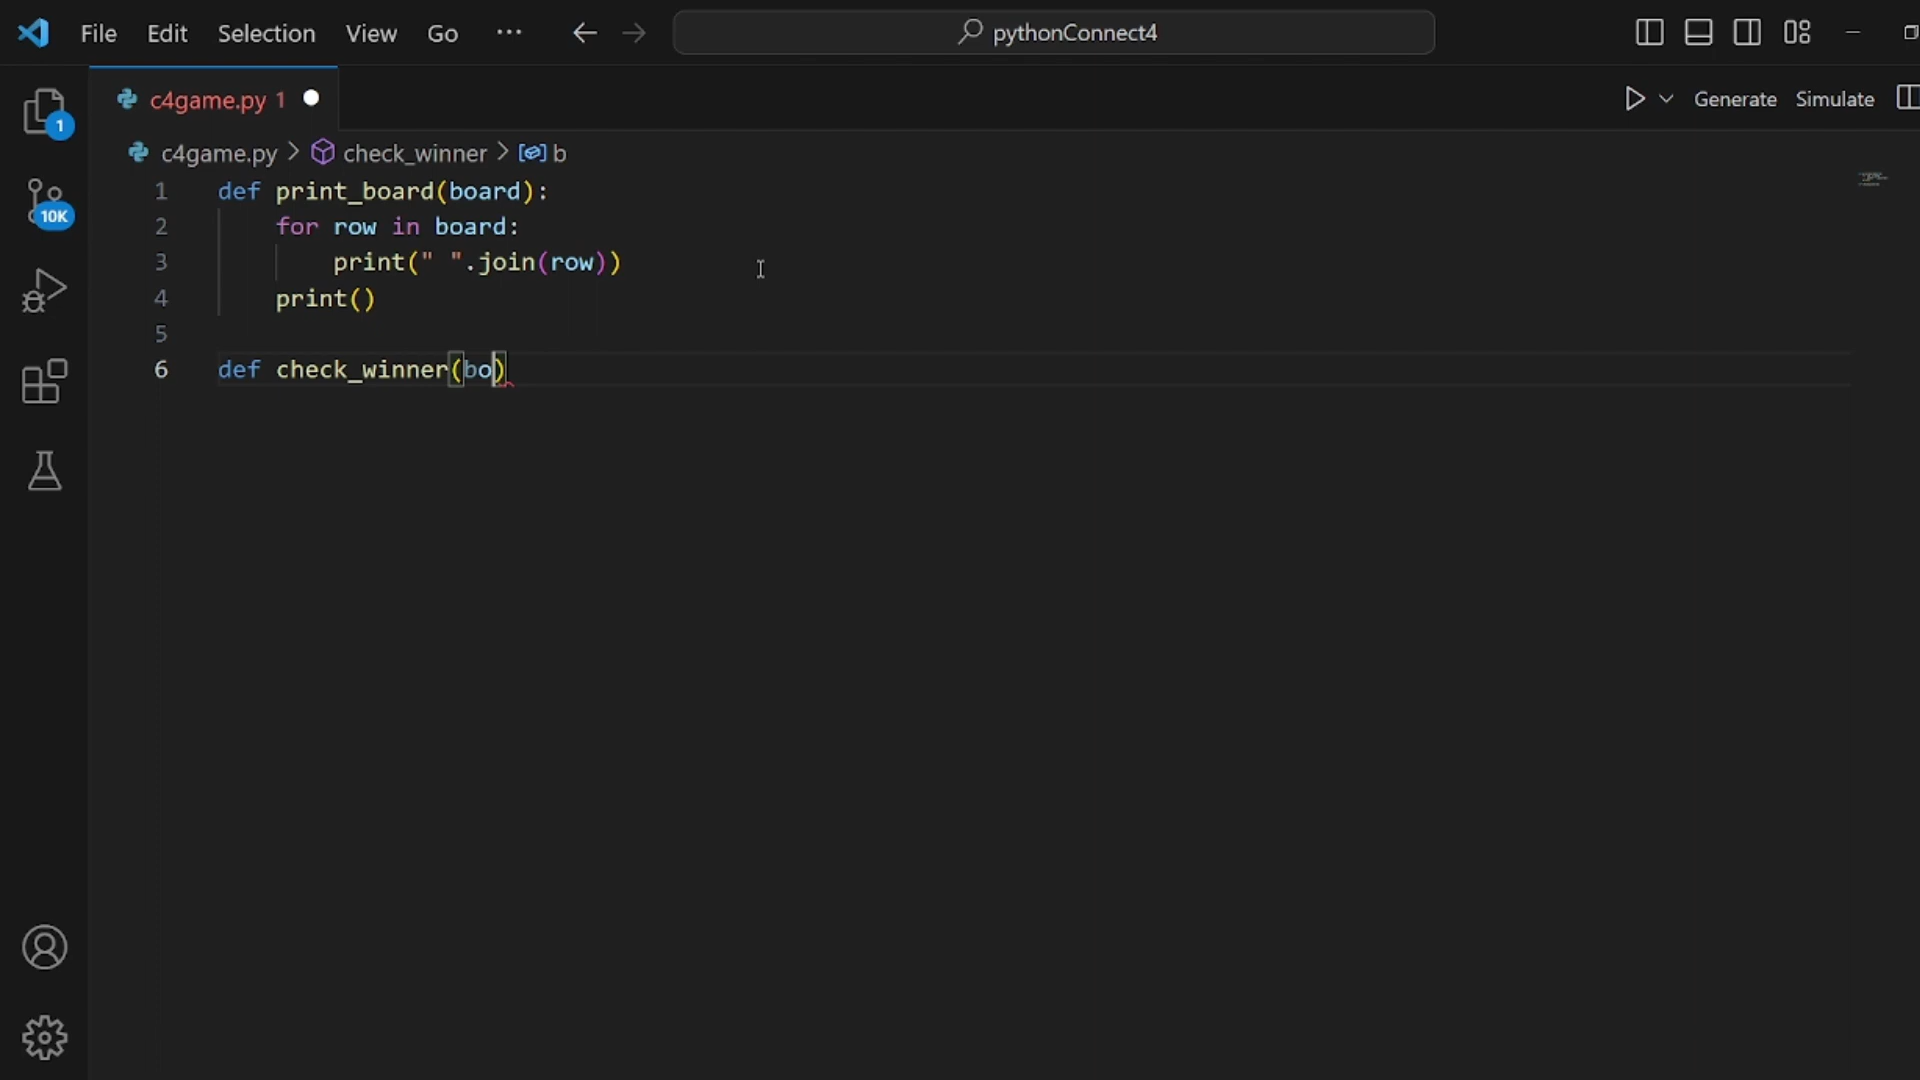 File Edit Selection View Go ··· pythonConnect4
c4game.py 1 Generate Simulate
1
c4game.py > check_winner > b
1 def print_board(board):
10K
2 for row in board:
3 print(" ".join(row))
4 print()
5
6 def check_winner(bo)